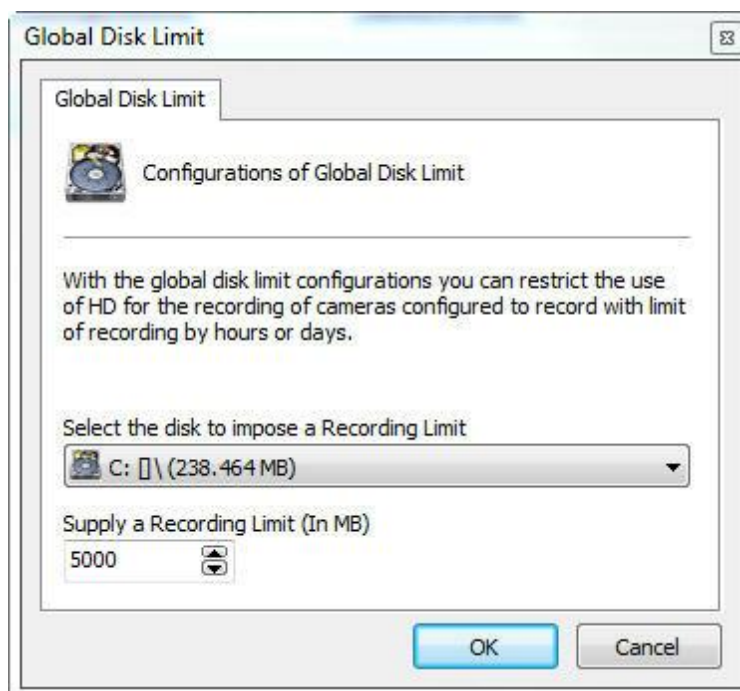 Global Disk Limit
Global Disk Limit
Configurations of Global Disk Limit
With the global disk limit configurations you can restrict the use
of HD for the recording of cameras configured to record with limit
of recording by hours or days.
Select the disk to impose a Recording Limit
C: []\ (238.464 MB)
Supply a Recording Limit (In MB)
5000
OK
Cancel